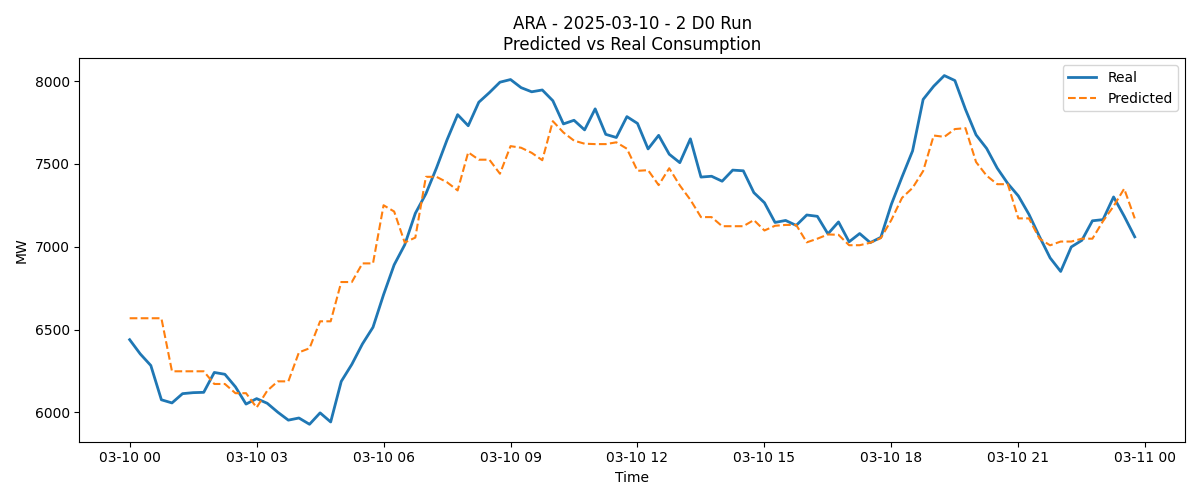 ARA - 2025-03-10 - 2 D0 Run
Predicted vs Real Consumption
Real
Predicted
MW
8000
7500
7000
6500
6000
03-10 00
03-10 03
03-10 06
03-10 09
03-10 12
03-10 15
03-10 18
03-10 21
03-11 00
Time